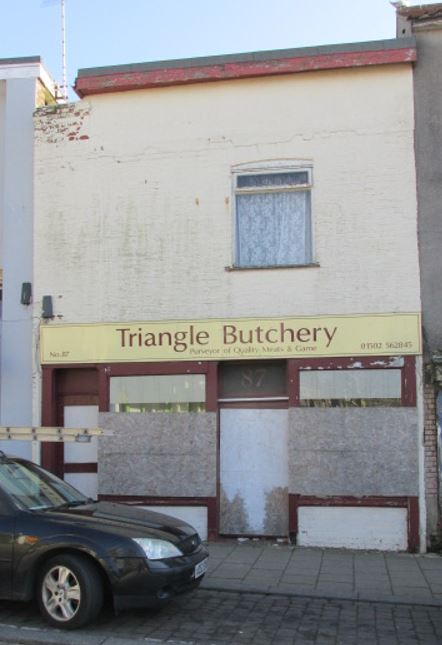 Triangle Butchery
Purveyor of Quality Meats & Game
No.87
01502 562845
87